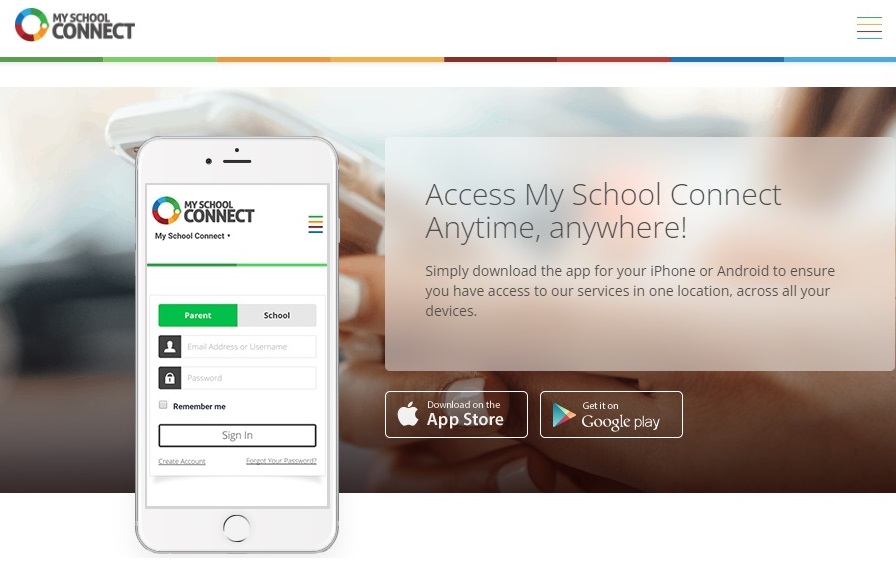 MY SCHOOL
CONNECT
MY SCHOOL
CONNECT
My School Connect
Parent
School
Email Address or Username
Password
Remember me
Sign In
Create Account
Forgot Your Password?
Access My School Connect
Anytime, anywhere!
Simply download the app for your iPhone or Android to ensure
you have access to our services in one location, across all your
devices.
Download on the
App Store
Get it on
Google play